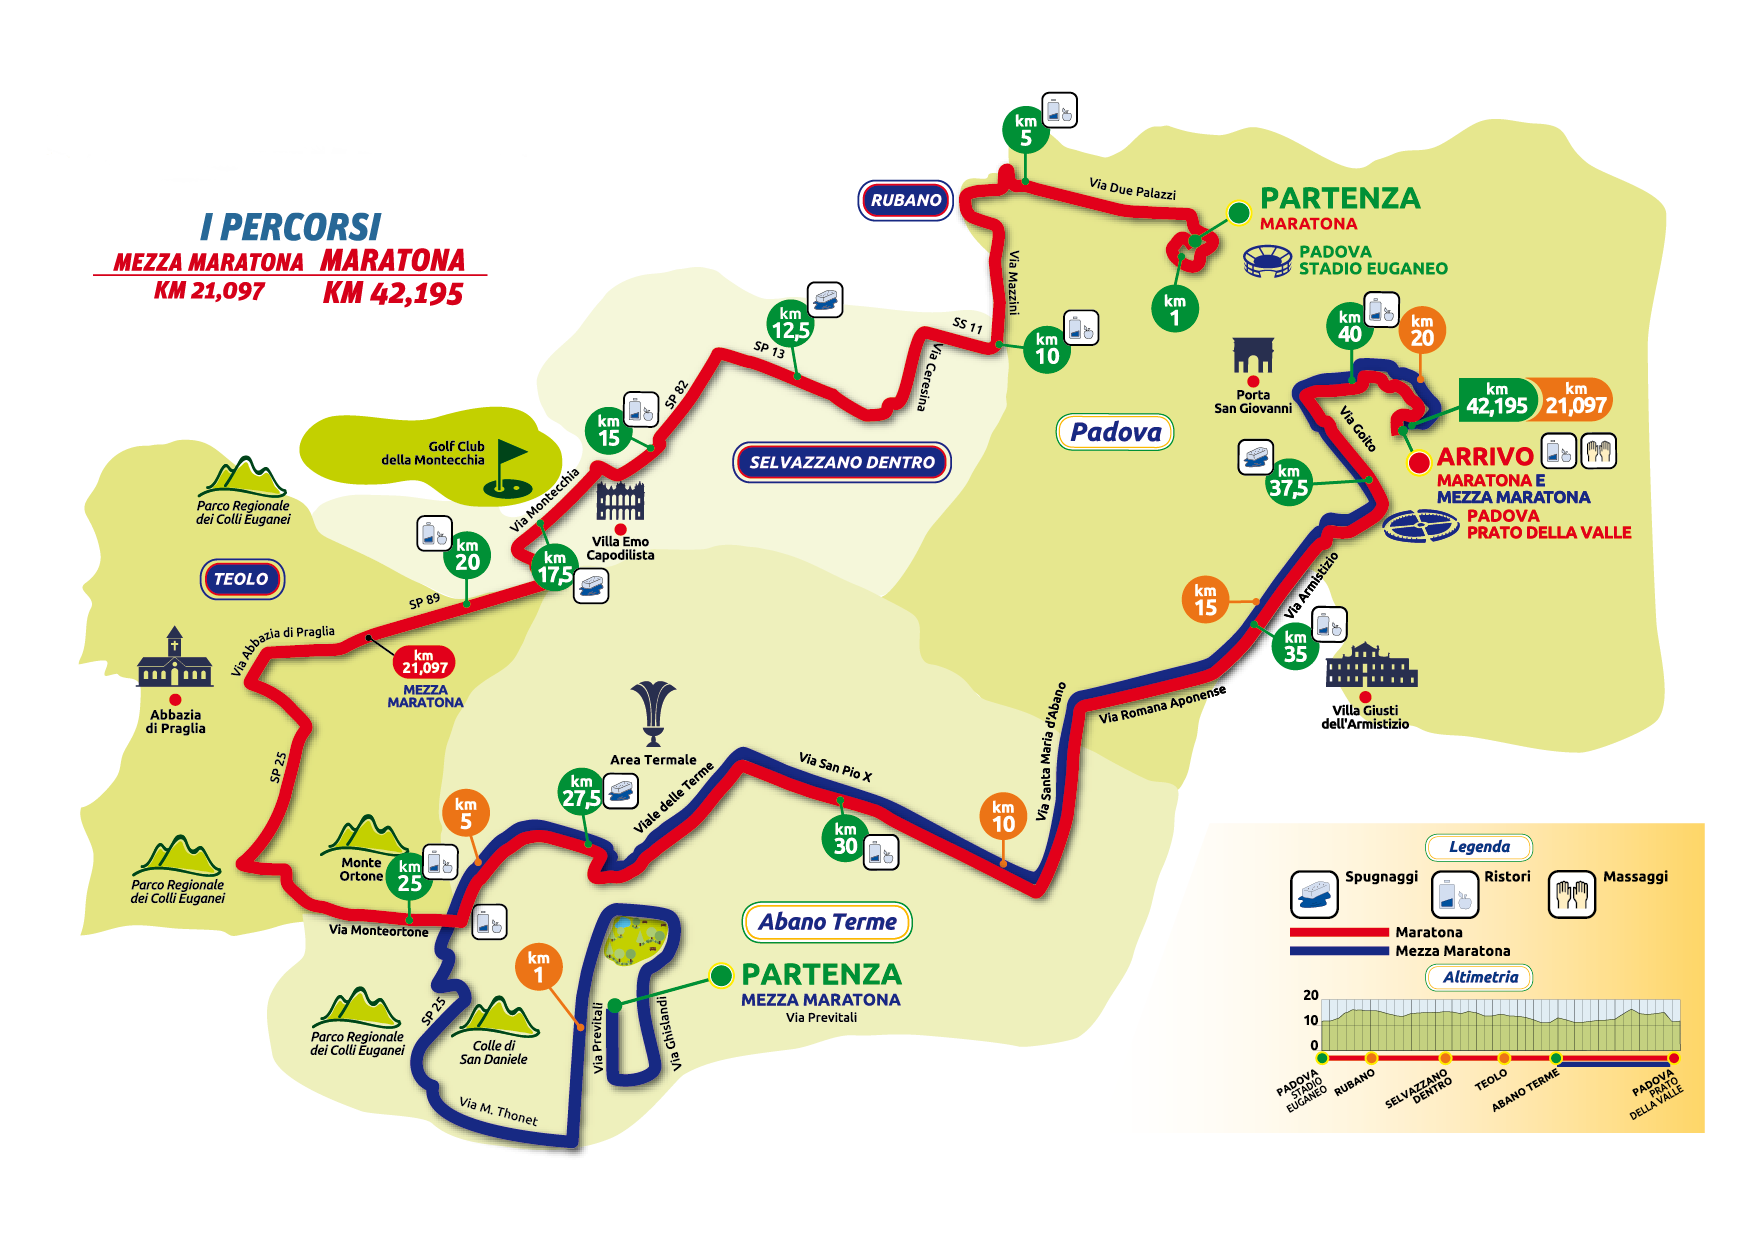 I PERCORSI
MEZZA MARATONA MARATONA
KM 21,097 KM 42,195
km
5
RUBANO
Via Due Palazzi
PARTENZA
MARATONA
PADOVA
STADIO EUGANEO
km
1
Via Mazzini
SS 11
km
10
Via Ceresina
km
12,5
SP 13
SP 82
km
15
SELVAZZANO DENTRO
Padova
Golf Club
della Montecchia
Via Montecchia
Villa Emo
Capodilista
km
17,5
km
20
SP 89
Parco Regionale
dei Colli Euganei
TEOLO
Via Abbazia di Praglia
km
21,097
MEZZA
MARATONA
Abbazia
di Praglia
SP 25
Parco Regionale
dei Colli Euganei
Monte
Ortone
km
25
Via Monteortone
km
5
km
27,5
Area Termale
Viale delle Terme
Via San Pio X
km
30
km
10
Via Santa Maria d'Abano
Via Romana Aponense
km
15
km
35
Via Armistizio
Villa Giusti
dell'Armistizio
km
37,5
Via Goito
Porta
San Giovanni
km
40
km
20
km
42,195
km
21,097
ARRIVO
MARATONA E
MEZZA MARATONA
PADOVA
PRATO DELLA VALLE
Abano Terme
PARTENZA
MEZZA MARATONA
Via Previtali
km
1
Via Previtali
Via Ghislandi
SP 25
Parco Regionale
dei Colli Euganei
Colle di
San Daniele
Via M. Thonet
Legenda
Spugnaggi
Ristori
Massaggi
Maratona
Mezza Maratona
Altimetria
20
10
0
PADOVA
STADIO
EUGANEO
RUBANO
SELVAZZANO
DENTRO
TEOLO
ABANO TERME
PADOVA
PRATO
DELLA VALLE